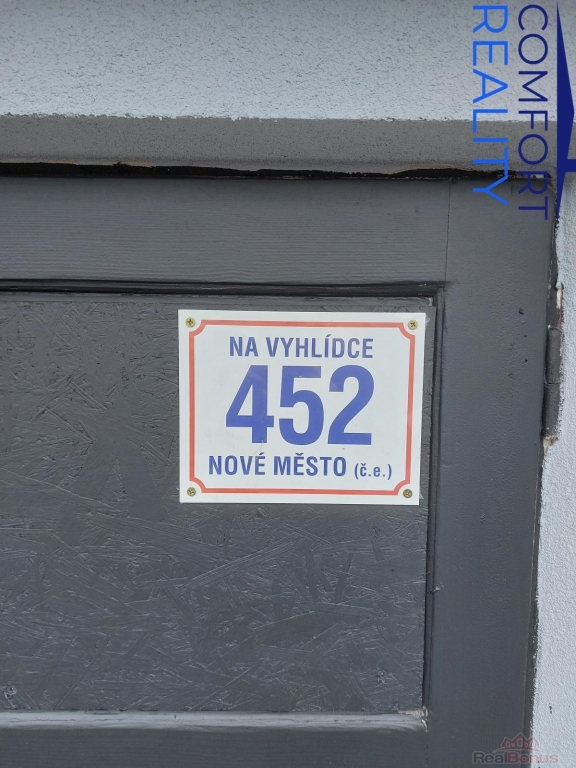 COMFORT
REALITY
NA VYHLÍDCE
452
NOVÉ MĚSTO (č.e.)
RealBonus